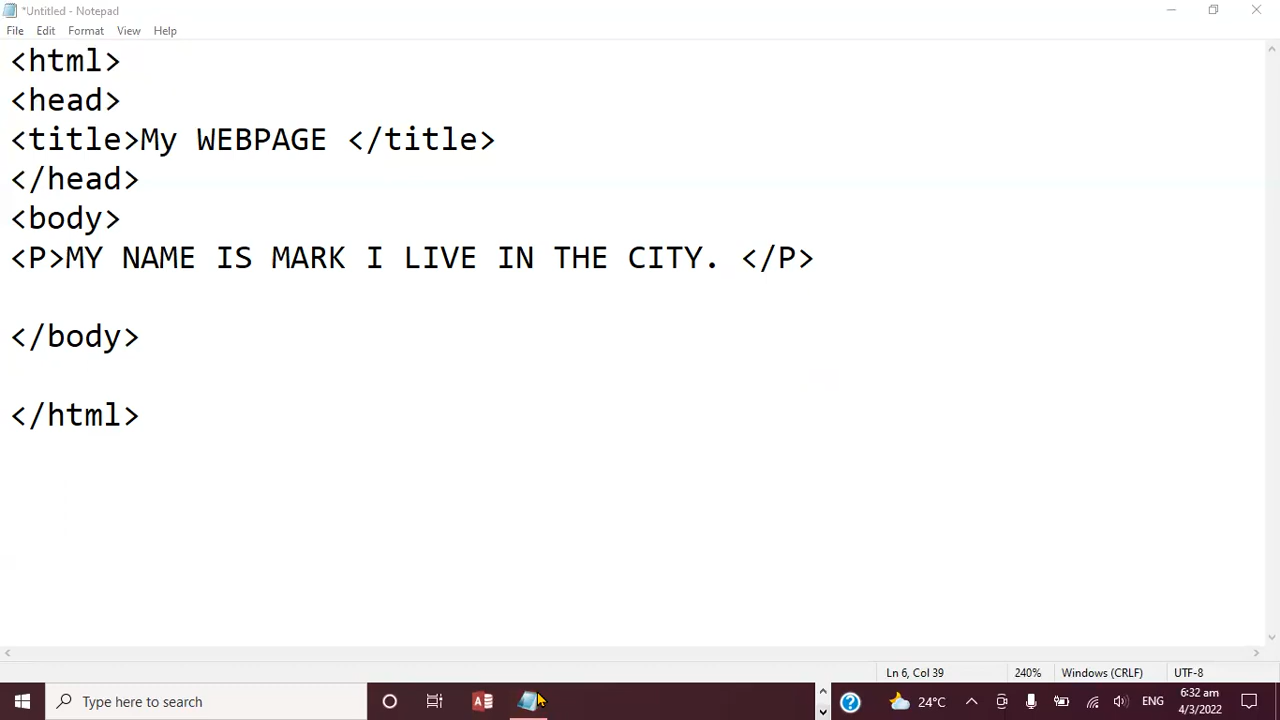 *Untitled - Notepad
File Edit Format View Help
<html>
<head>
<title>My WEBPAGE </title>
</head>
<body>
<P>MY NAME IS MARK I LIVE IN THE CITY. </P>
</body>
</html>
Ln 6, Col 39 240% Windows (CRLF) UTF-8
Type here to search A ? 24°C ENG 6:32 am
4/3/2022